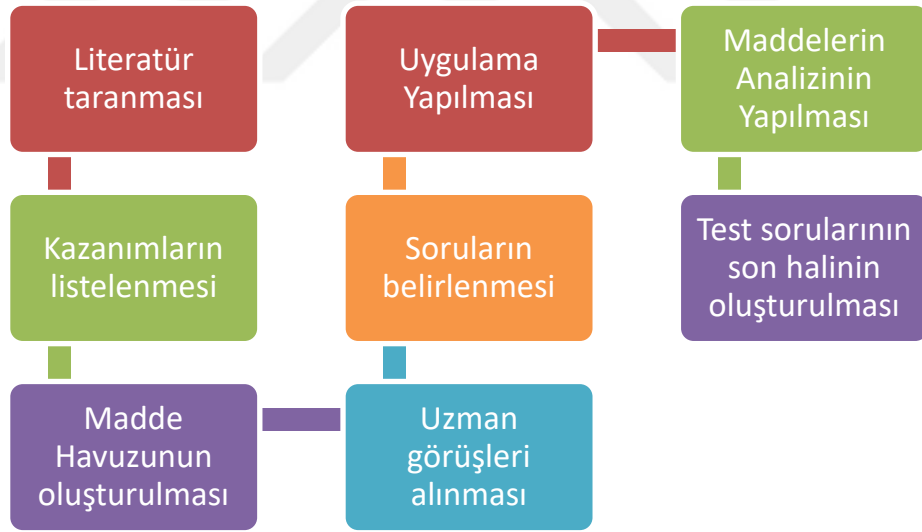 Literatür
taranması
Kazanımların
listelenmesi
Madde
Havuzunun
oluşturulması
Uzman
görüşleri
alınması
Soruların
belirlenmesi
Uygulama
Yapılması
Maddelerin
Analizinin
Yapılması
Test sorularının
son halinin
oluşturulması